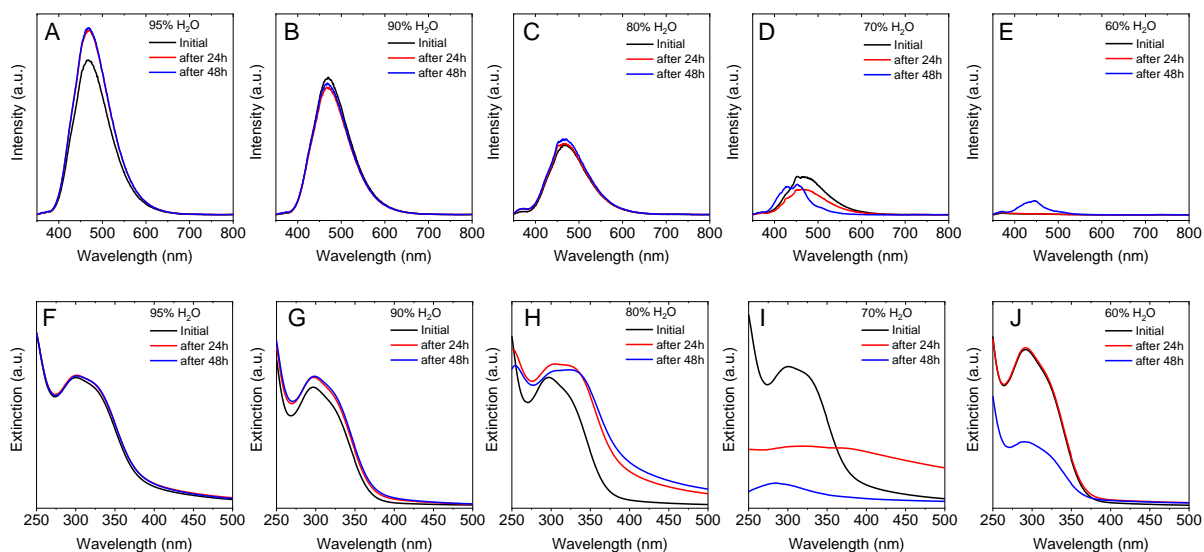 A
95% H₂O
Initial
after 24h
after 48h
Intensity (a.u.)
400 500 600 700 800
Wavelength (nm)
B
90% H₂O
Initial
after 24h
after 48h
Intensity (a.u.)
400 500 600 700 800
Wavelength (nm)
C
80% H₂O
Initial
after 24h
after 48h
Intensity (a.u.)
400 500 600 700 800
Wavelength (nm)
D
70% H₂O
Initial
after 24h
after 48h
Intensity (a.u.)
400 500 600 700 800
Wavelength (nm)
E
60% H₂O
Initial
after 24h
after 48h
Intensity (a.u.)
400 500 600 700 800
Wavelength (nm)
F
95% H₂O
Initial
after 24h
after 48h
Extinction (a.u.)
250 300 350 400 450 500
Wavelength (nm)
G
90% H₂O
Initial
after 24h
after 48h
Extinction (a.u.)
250 300 350 400 450 500
Wavelength (nm)
H
80% H₂O
Initial
after 24h
after 48h
Extinction (a.u.)
250 300 350 400 450 500
Wavelength (nm)
I
70% H₂O
Initial
after 24h
after 48h
Extinction (a.u.)
250 300 350 400 450 500
Wavelength (nm)
J
60% H₂O
Initial
after 24h
after 48h
Extinction (a.u.)
250 300 350 400 450 500
Wavelength (nm)